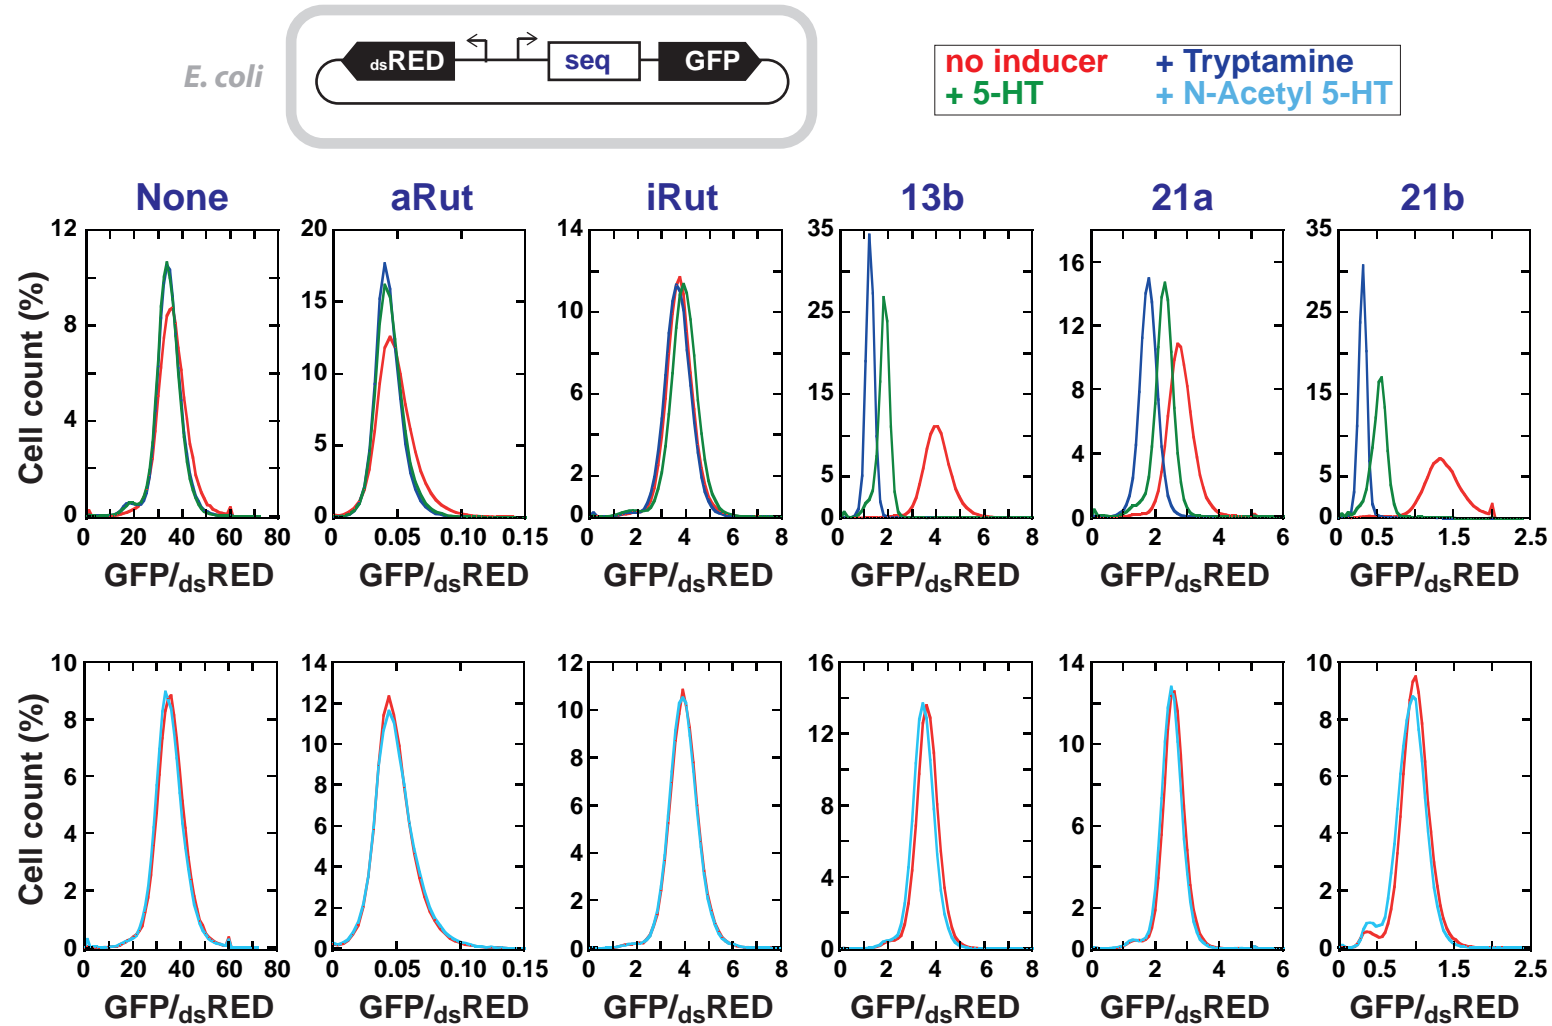 E. coli
dsRED seq GFP
no inducer + Tryptamine
+ 5-HT + N-Acetyl 5-HT
None aRut iRut 13b 21a 21b
Cell count (%)
12
8
4
0
0 20 40 60 80
GFP/dsRED
20
15
10
5
0
0 0.05 0.10 0.15
GFP/dsRED
14
10
6
2
0
0 2 4 6 8
GFP/dsRED
35
25
15
5
0
0 2 4 6 8
GFP/dsRED
16
12
8
4
0
0 2 4 6
GFP/dsRED
35
25
15
5
0
0 0.5 1.5 2.5
GFP/dsRED
Cell count (%)
10
8
6
4
2
0
0 20 40 60 80
GFP/dsRED
14
12
10
8
6
4
2
0
0 0.05 0.10 0.15
GFP/dsRED
12
10
8
6
4
2
0
0 2 4 6 8
GFP/dsRED
16
12
8
4
0
0 2 4 6 8
GFP/dsRED
14
10
6
2
0
0 2 4 6
GFP/dsRED
10
8
6
4
2
0
0 0.5 1.5 2.5
GFP/dsRED